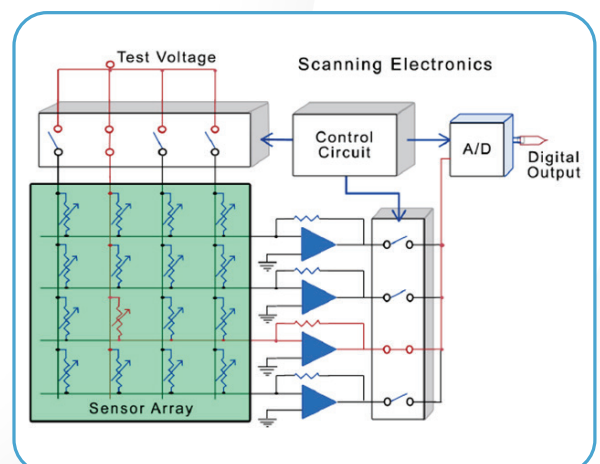 Test Voltage
Scanning Electronics
Control
Circuit
A/D
Digital
Output
Sensor Array